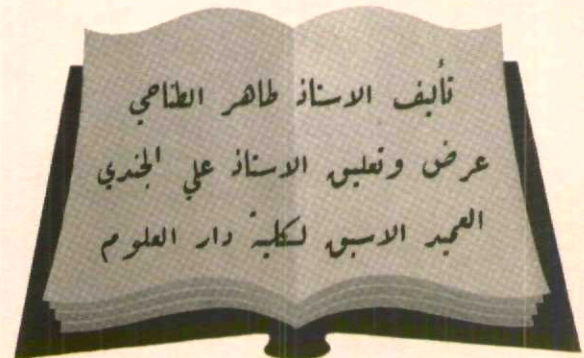 تأليف الاستاذ طاهر الطناحي
عرض وتعليق الاستاذ علي الجندي
العميد الاسبق لكلية دار العلوم